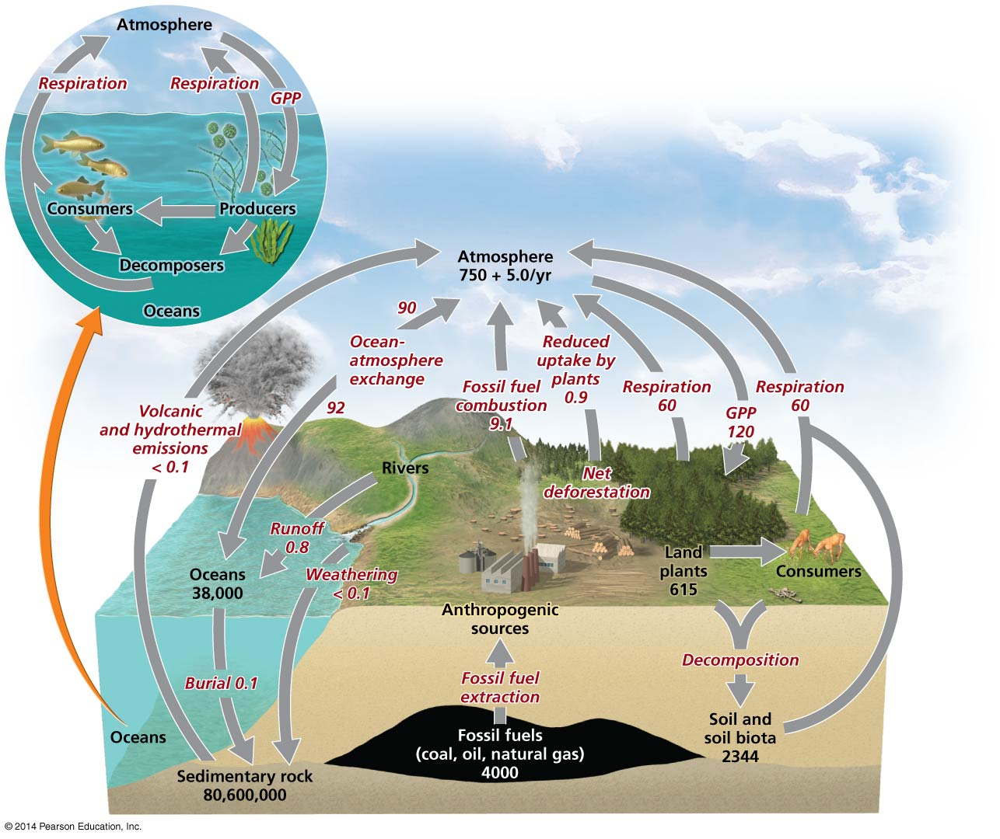 Atmosphere
Respiration
Respiration
GPP
Consumers
Producers
Decomposers
Oceans
Atmosphere
750 + 5.0/yr
90
Ocean-
atmosphere
exchange
92
Reduced
uptake by
plants
0.9
Fossil fuel
combustion
9.1
Respiration
60
GPP
120
Respiration
60
Volcanic
and hydrothermal
emissions
< 0.1
Rivers
Net
deforestation
Runoff
0.8
Oceans
38,000
Weathering
< 0.1
Land
plants
615
Consumers
Anthropogenic
sources
Burial 0.1
Fossil fuel
extraction
Decomposition
Oceans
Fossil fuels
(coal, oil, natural gas)
4000
Soil and
soil biota
2344
Sedimentary rock
80,600,000
© 2014 Pearson Education, Inc.